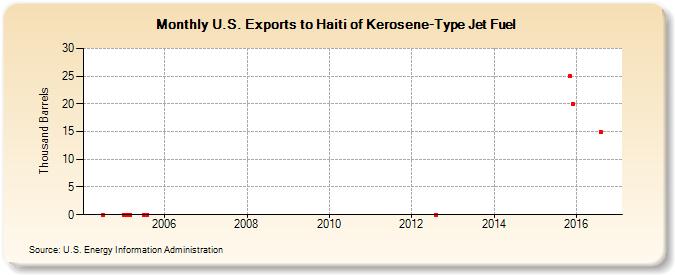 Monthly U.S. Exports to Haiti of Kerosene-Type Jet Fuel
Thousand Barrels
30
25
20
15
10
5
0
2006 2008 2010 2012 2014 2016
Source: U.S. Energy Information Administration